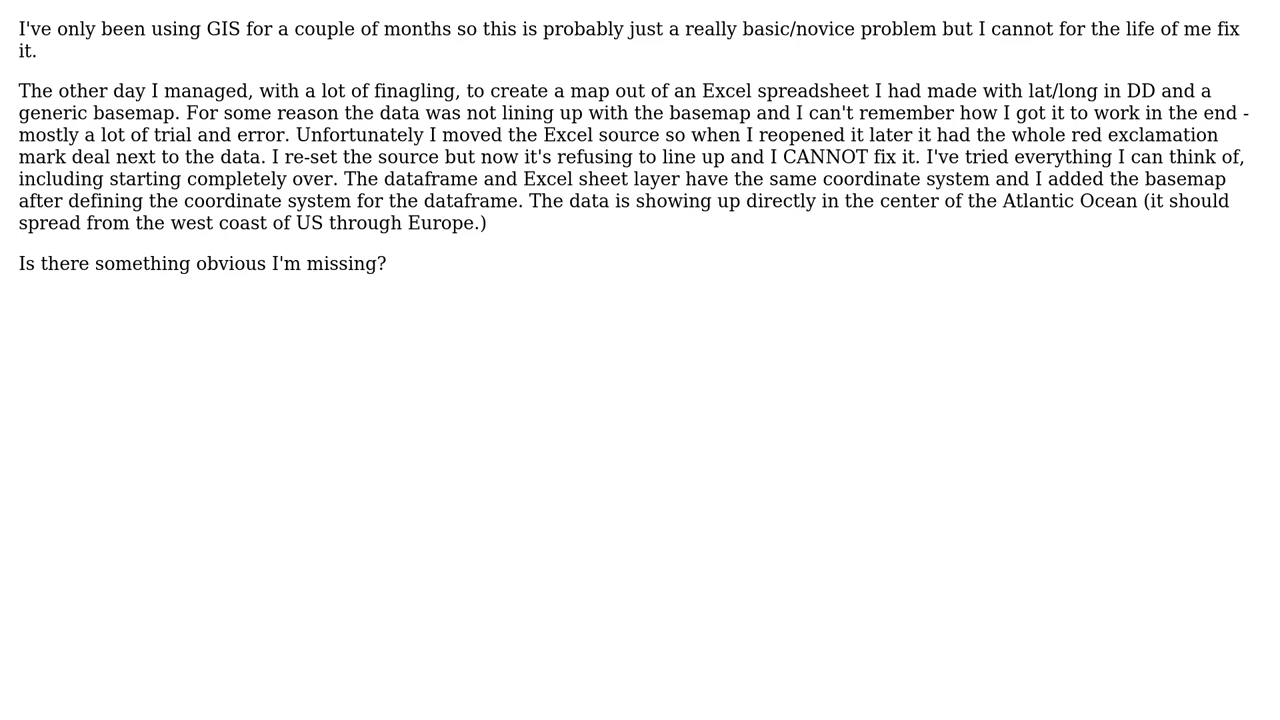 I've only been using GIS for a couple of months so this is probably just a really basic/novice problem but I cannot for the life of me fix
it.
The other day I managed, with a lot of finagling, to create a map out of an Excel spreadsheet I had made with lat/long in DD and a
generic basemap. For some reason the data was not lining up with the basemap and I can't remember how I got it to work in the end -
mostly a lot of trial and error. Unfortunately I moved the Excel source so when I reopened it later it had the whole red exclamation
mark deal next to the data. I re-set the source but now it's refusing to line up and I CANNOT fix it. I've tried everything I can think of,
including starting completely over. The dataframe and Excel sheet layer have the same coordinate system and I added the basemap
after defining the coordinate system for the dataframe. The data is showing up directly in the center of the Atlantic Ocean (it should
spread from the west coast of US through Europe.)
Is there something obvious I'm missing?